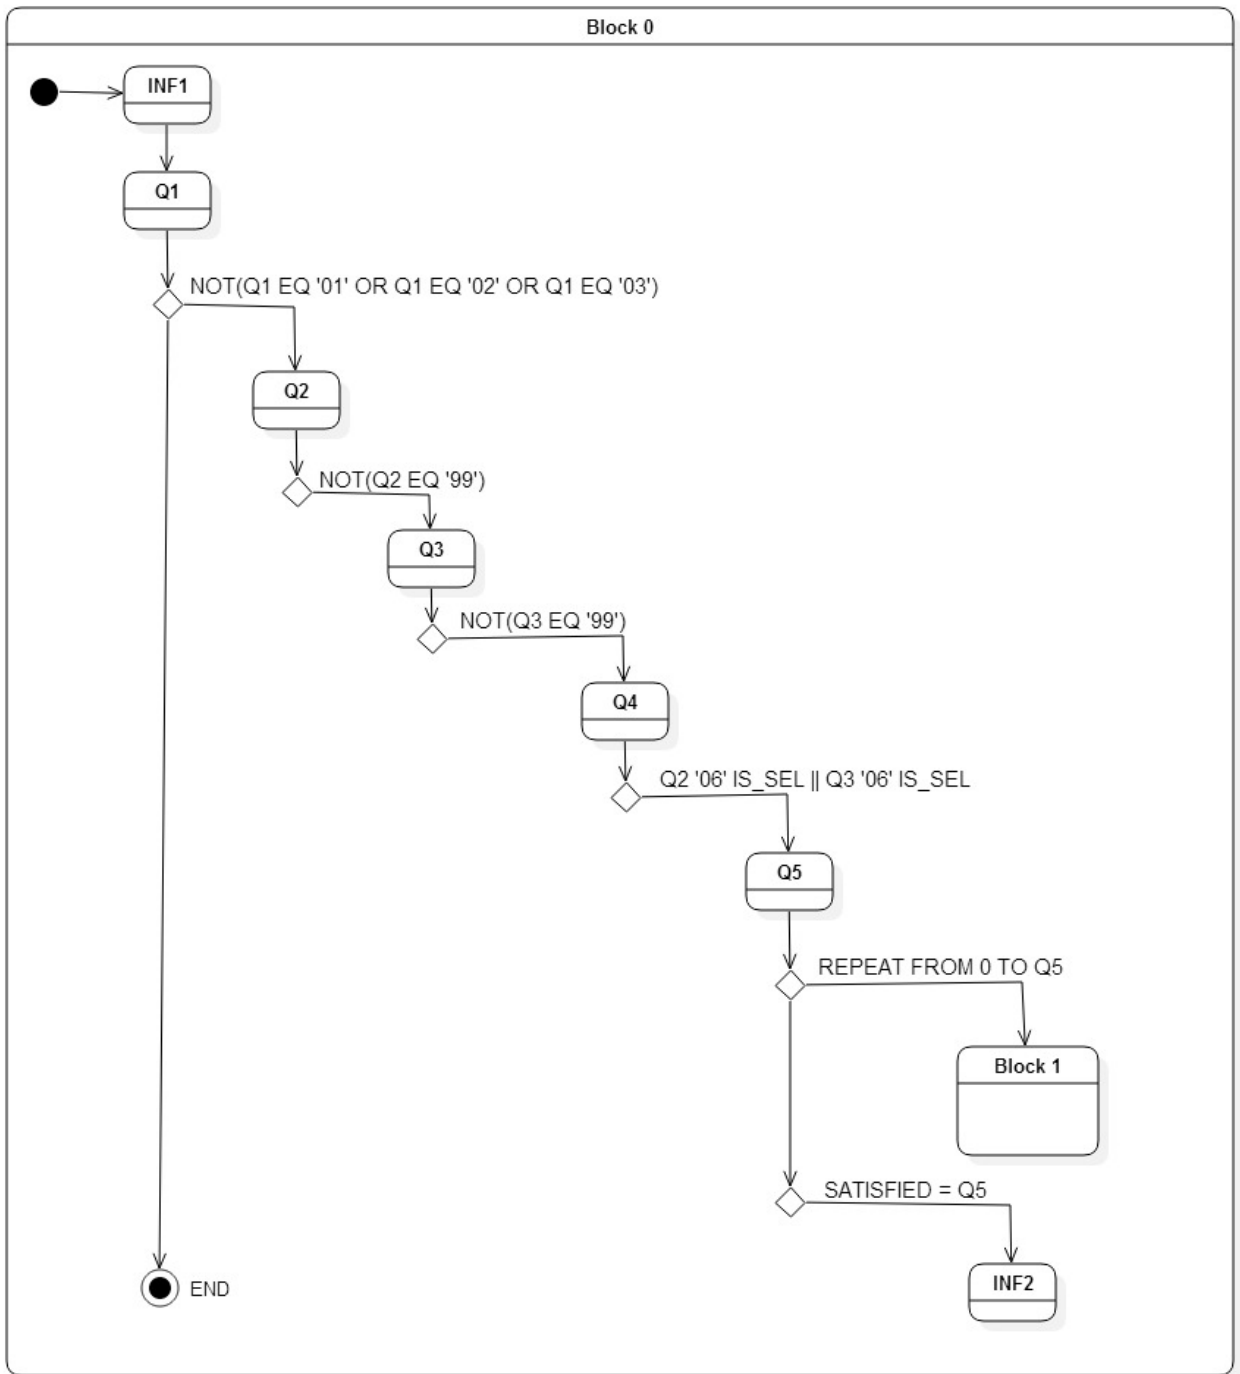 Block 0
INF1
Q1
NOT(Q1 EQ '01' OR Q1 EQ '02' OR Q1 EQ '03')
Q2
NOT(Q2 EQ '99')
Q3
NOT(Q3 EQ '99')
Q4
Q2 '06' IS_SEL || Q3 '06' IS_SEL
Q5
REPEAT FROM 0 TO Q5
Block 1
SATISFIED = Q5
INF2
END